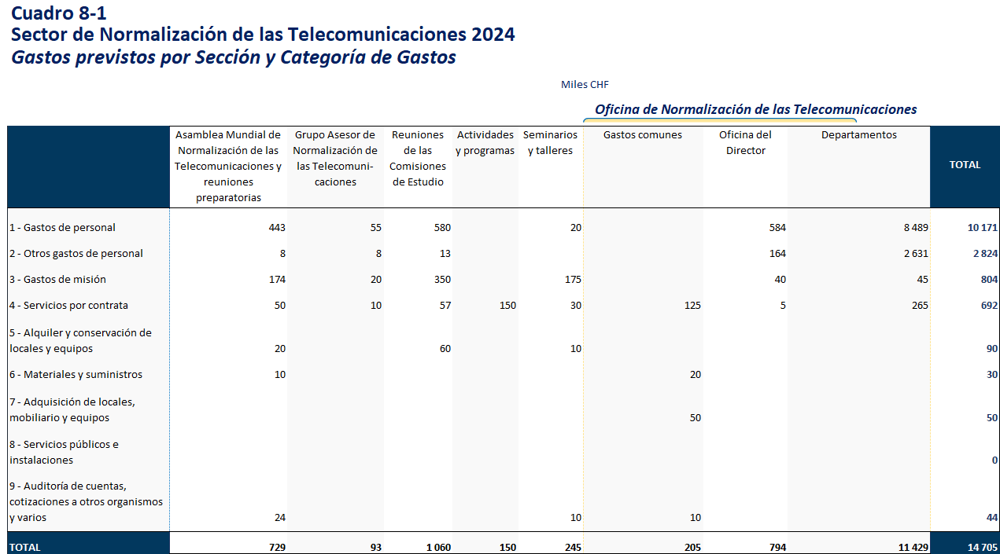 Cuadro 8-1
Sector de Normalización de las Telecomunicaciones 2024
Gastos previstos por Sección y Categoría de Gastos
Miles CHF
Oficina de Normalización de las Telecomunicaciones
Asamblea Mundial de Normalización de las Telecomunicaciones y reuniones preparatorias Grupo Asesor de Normalización de las Telecomuni-caciones Reuniones de las Comisiones de Estudio Actividades y programas Seminarios y talleres Gastos comunes Oficina del Director Departamentos TOTAL
1 - Gastos de personal 443 55 580 20 584 8 489 10 171
2 - Otros gastos de personal 8 8 13 164 2 631 2 824
3 - Gastos de misión 174 20 350 175 40 45 804
4 - Servicios por contrata 50 10 57 150 30 125 5 265 692
5 - Alquiler y conservación de
locales y equipos 20 60 10 90
6 - Materiales y suministros 10 20 30
7 - Adquisición de locales,
mobiliario y equipos 50 50
8 - Servicios públicos e
instalaciones 0
9 - Auditoría de cuentas,
cotizaciones a otros organismos
y varios 24 10 10 44
TOTAL 729 93 1 060 150 245 205 794 11 429 14 705